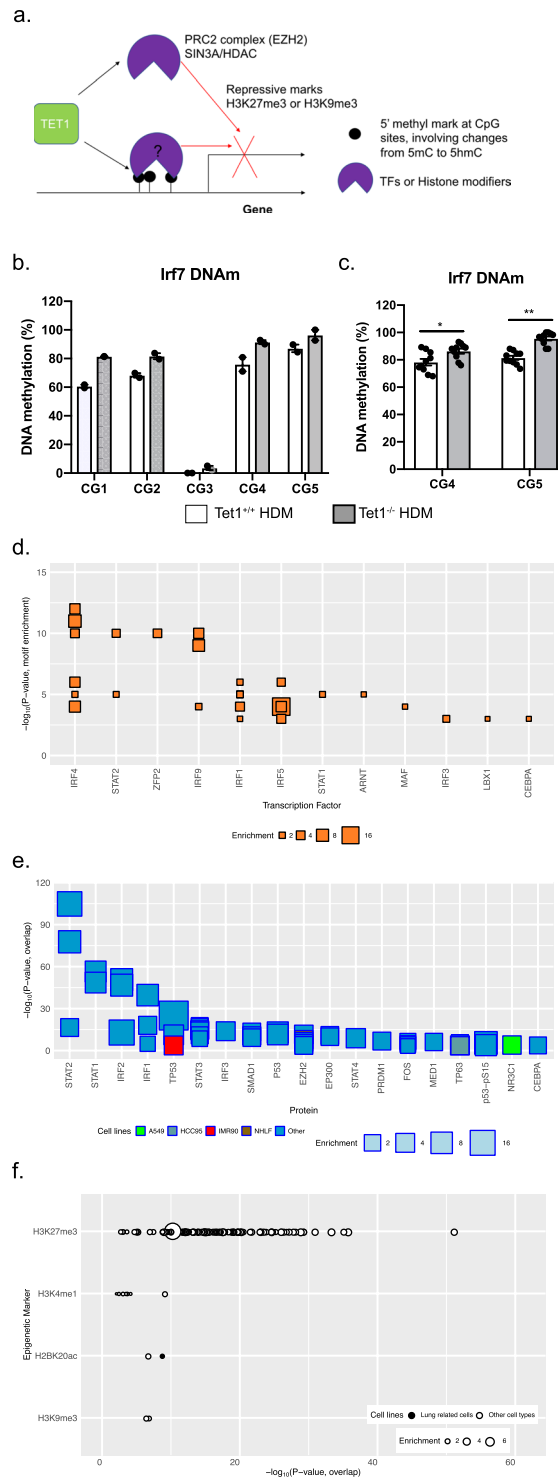 a.
PRC2 complex (EZH2)
SIN3A/HDAC
Repressive marks
H3K27me3 or H3K9me3
TET1
?
5' methyl mark at CpG
sites, involving changes
from 5mC to 5hmC
TFs or Histone modifiers
Gene
b.
Irf7 DNAm
DNA methylation (%)
120
100
80
60
40
20
0
CG1 CG2 CG3 CG4 CG5
c.
Irf7 DNAm
DNA methylation (%)
120
100
80
60
40
20
0
* **
CG4 CG5
Tet1+/+ HDM Tet1-/- HDM
d.
−log10(P−value, motif enrichment)
15
10
5
0
IRF4 STAT2 ZFP2 IRF9 IRF1 IRF5 STAT1 ARNT MAF IRF3 LBX1 CEBPA
Transcription Factor
Enrichment 2 4 8 16
e.
−log10(P−value, overlap)
120
90
60
30
0
STAT2 STAT1 IRF2 IRF1 TP53 STAT3 IRF3 SMAD1 P53 EZH2 EP300 STAT4 PRDM1 FOS MED1 TP63 p53−pS15 NR3C1 CEBPA
Protein
Cell lines A549 HCC95 IMR90 NHLF Other
Enrichment 2 4 8 16
f.
Epigenetic Marker
H3K27me3
H3K4me1
H2BK20ac
H3K9me3
Cell lines Lung related cells Other cell types
Enrichment 2 4 6
0 20 40 60
−log10(P−value, overlap)